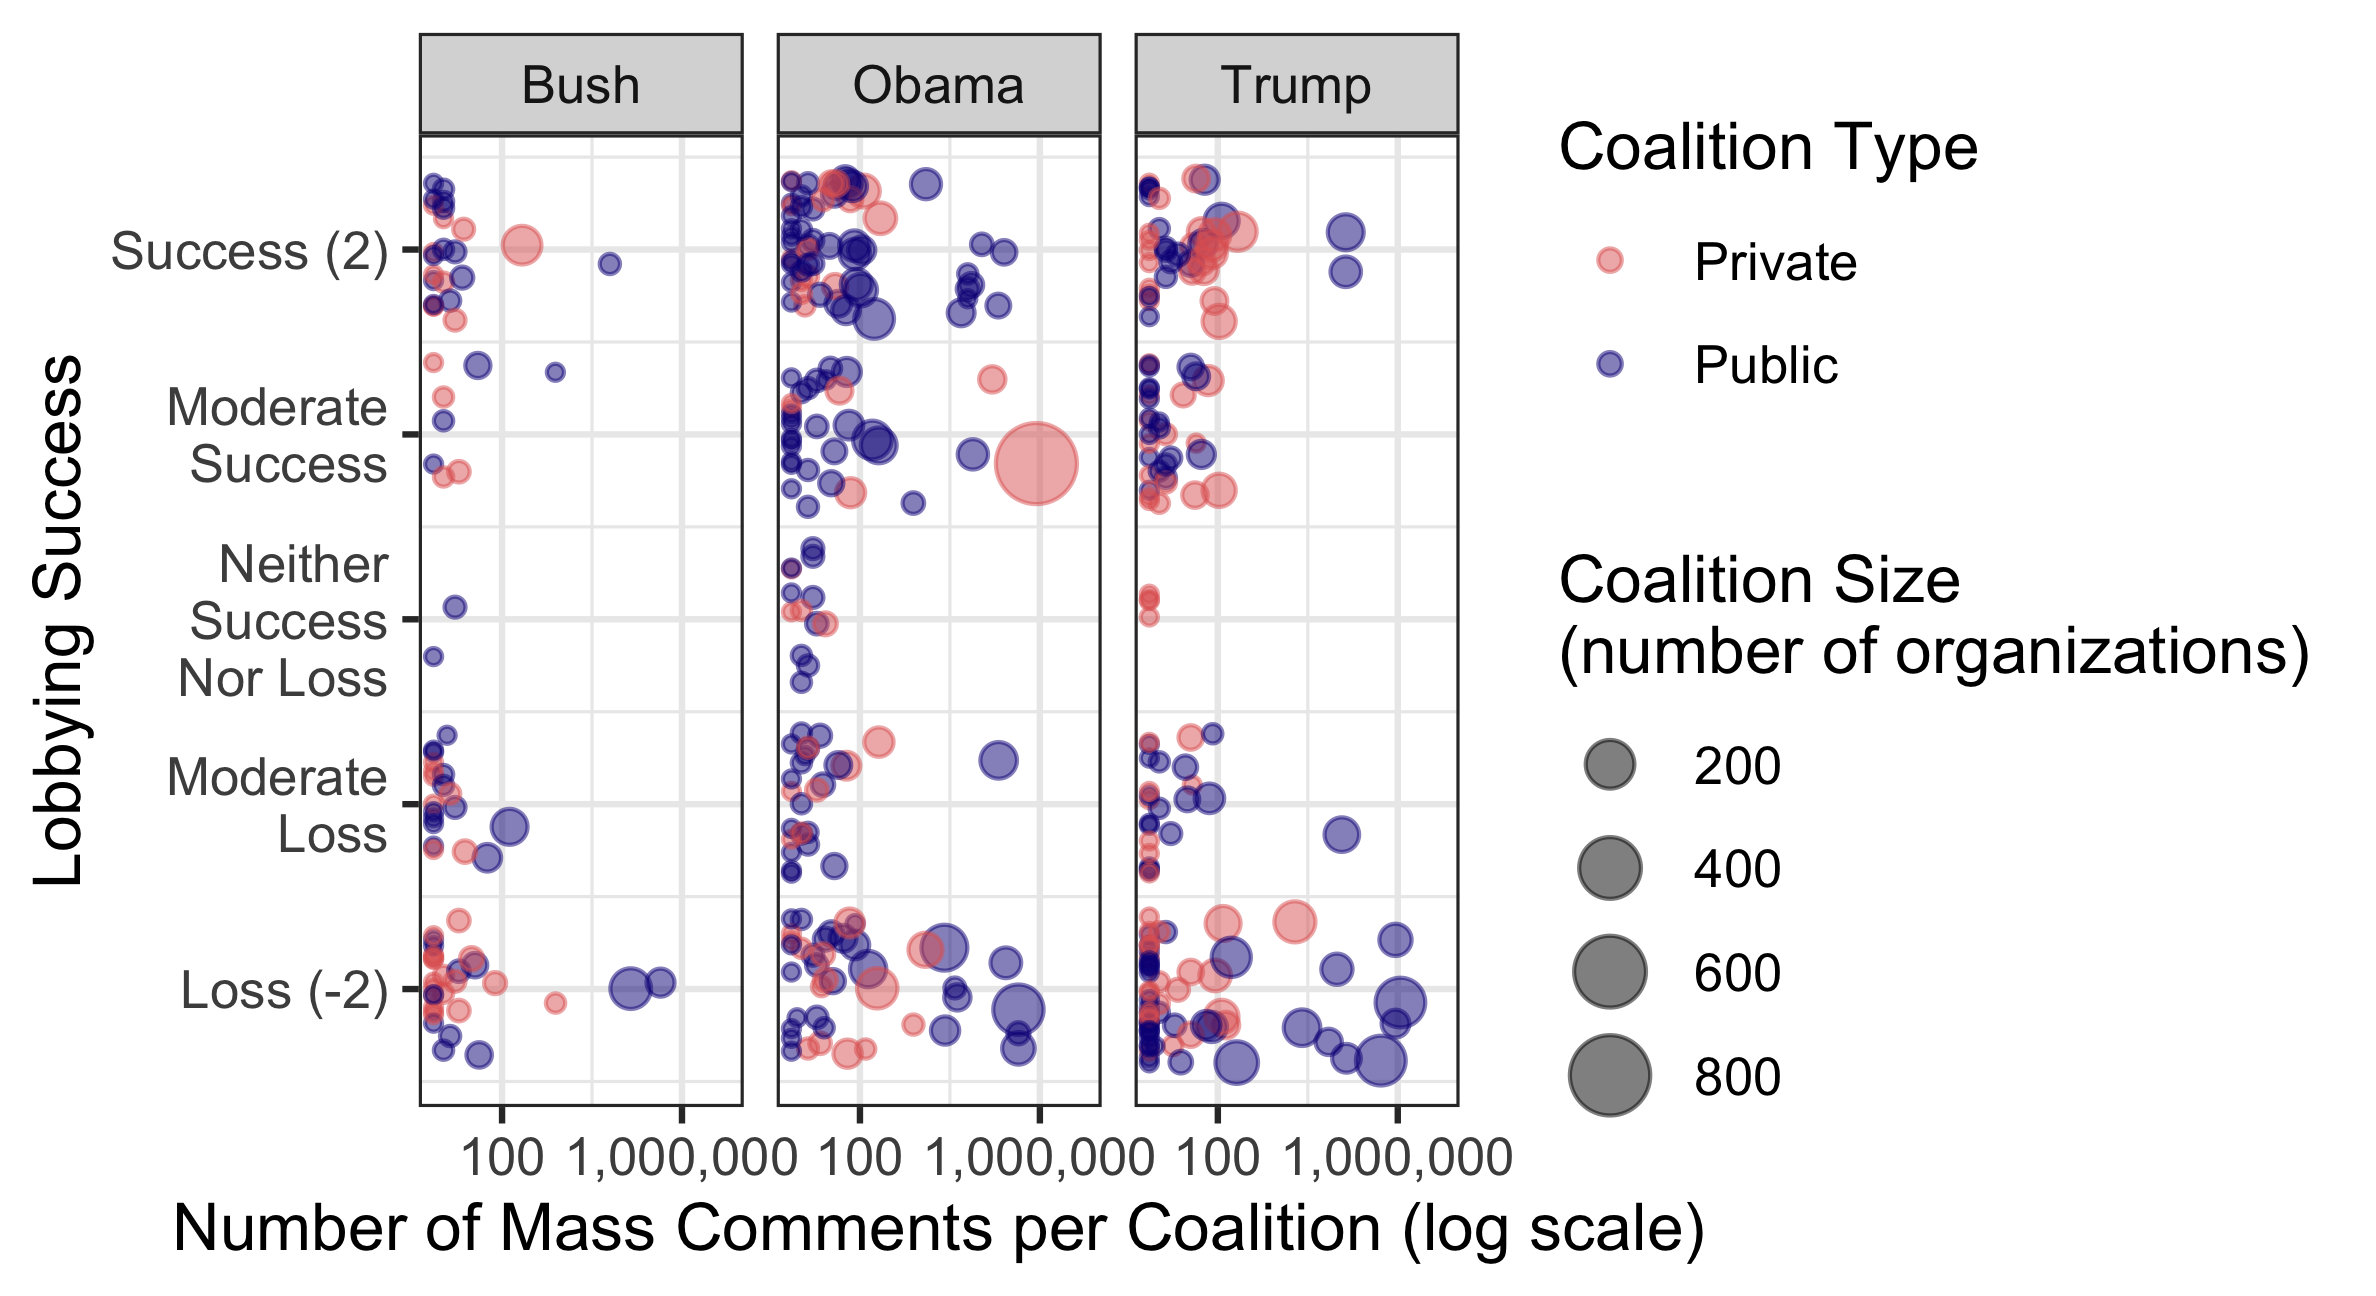 Bush
Obama
Trump
Lobbying Success
Success (2)
Moderate
Success
Neither
Success
Nor Loss
Moderate
Loss
Loss (-2)
100
1,000,000
100
1,000,000
100
1,000,000
Number of Mass Comments per Coalition (log scale)
Coalition Type
Private
Public
Coalition Size
(number of organizations)
200
400
600
800